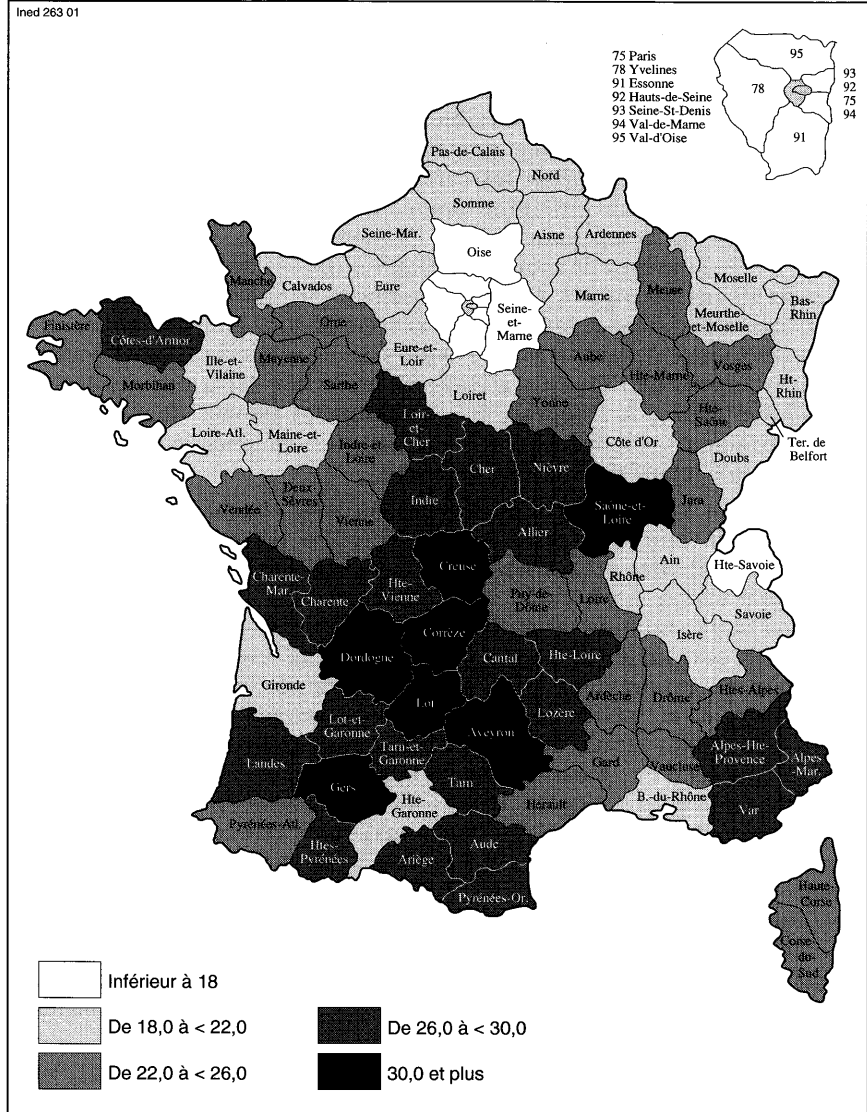 Ined 263 01
75 Paris
78 Yvelines
91 Essonne
92 Hauts-de-Seine
93 Seine-St-Denis
94 Val-de-Marne
95 Val-d'Oise
95
93
92
75
94
78
91
Pas-de-Calais
Nord
Somme
Seine-Mar.
Aisne
Ardennes
Oise
Manche
Calvados
Eure
Marne
Meuse
Moselle
Meurthe-
et-Moselle
Bas-
Rhin
Seine-
et-
Marne
Finistère
Côtes-d'Armor
Orne
Ille-et-
Vilaine
Mayenne
Eure-et-
Loir
Aube
Hte-Marne
Vosges
Ht-
Rhin
Morbihan
Sarthe
Loiret
Yonne
Hte-
Saône
Loir-
et-
Cher
Ter. de
Belfort
Loire-Atl.
Maine-et-
Loire
Indre-et-
Loire
Côte d'Or
Doubs
Cher
Nièvre
Vendée
Deux
Sèvres
Vienne
Indre
Saône-et-
Loire
Jura
Allier
Charente-
Mar.
Charente
Hte-
Vienne
Creuse
Puy-de-
Dôme
Loire
Rhône
Ain
Hte-Savoie
Savoie
Isère
Corrèze
Dordogne
Cantal
Hte-Loire
Gironde
Lot
Aveyron
Lozère
Ardèche
Drôme
Htes-Alpes
Lot-et-
Garonne
Tarn-et-
Garonne
Landes
Gers
Tarn
Gard
Vaucluse
Alpes-Hte-
Provence
Alpes
-Mar.
Hte-
Garonne
Hérault
B.-du-Rhône
Var
Pyrénées-Atl.
Htes-
Pyrénées
Ariège
Aude
Pyrénées-Or.
Haute-
Corse
Corse
du-
Sud
Inférieur à 18
De 18,0 à < 22,0
De 26,0 à < 30,0
De 22,0 à < 26,0
30,0 et plus